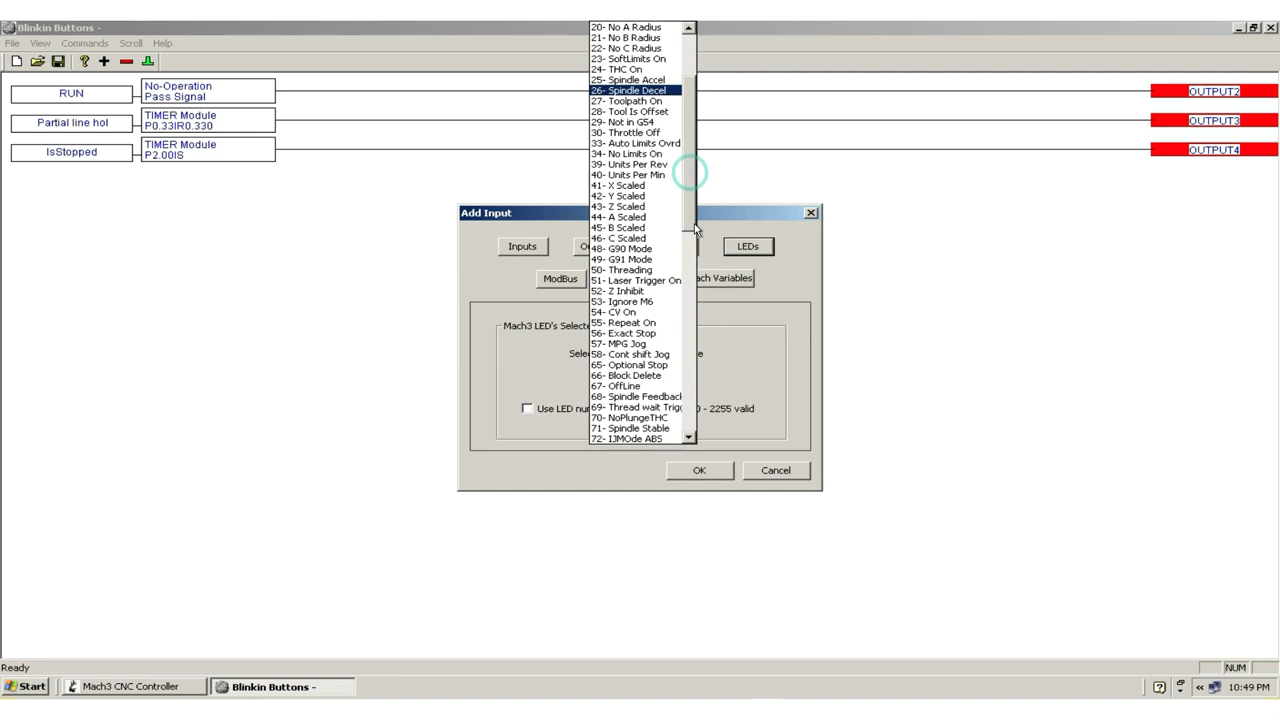 Blinkin Buttons -
File View Commands Scroll Help
RUN
No-Operation
Pass Signal
OUTPUT2
Partial line hol
TIMER Module
P0.33IR0.330
OUTPUT3
IsStopped
TIMER Module
P2.00IS
OUTPUT4
20- No A Radius
21- No B Radius
22- No C Radius
23- SoftLimits On
24- THC On
25- Spindle Accel
26- Spindle Decel
27- Toolpath On
28- Tool Is Offset
29- Not in G54
30- Throttle Off
33- Auto Limits Ovrd
34- No Limits On
39- Units Per Rev
40- Units Per Min
41- X Scaled
42- Y Scaled
43- Z Scaled
44- A Scaled
45- B Scaled
46- C Scaled
48- G90 Mode
49- G91 Mode
50- Threading
51- Laser Trigger On
52- Z Inhibit
53- Ignore M6
54- CV On
55- Repeat On
56- Exact Stop
57- MPG Jog
58- Cont shift Jog
65- Optional Stop
66- Block Delete
67- OffLine
68- Spindle Feedback
69- Thread wait Trig
70- NoPlungeTHC
71- Spindle Stable
72- IJMOde ABS
Add Input
Inputs
LEDs
ModBus
ach Variables
Mach3 LED's Selecte
Selec
Use LED nu
0 - 2255 valid
OK Cancel
Ready
NUM
Start
Mach3 CNC Controller
Blinkin Buttons -
10:49 PM